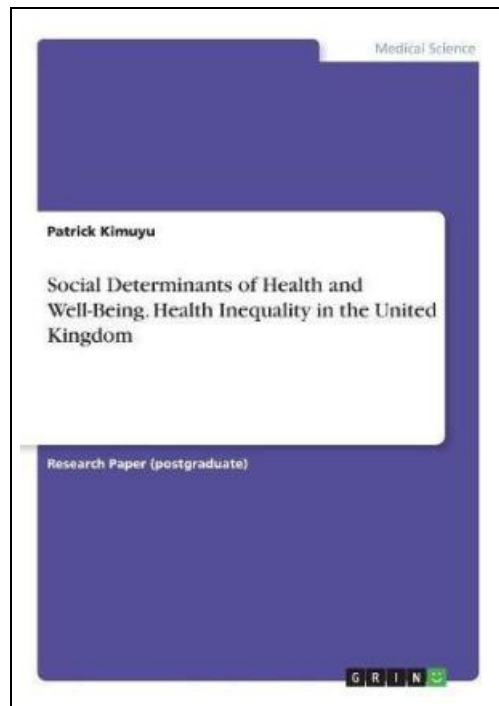 Medical Science
Patrick Kimuyu
Social Determinants of Health and
Well-Being. Health Inequality in the United
Kingdom
Research Paper (postgraduate)
GRIN